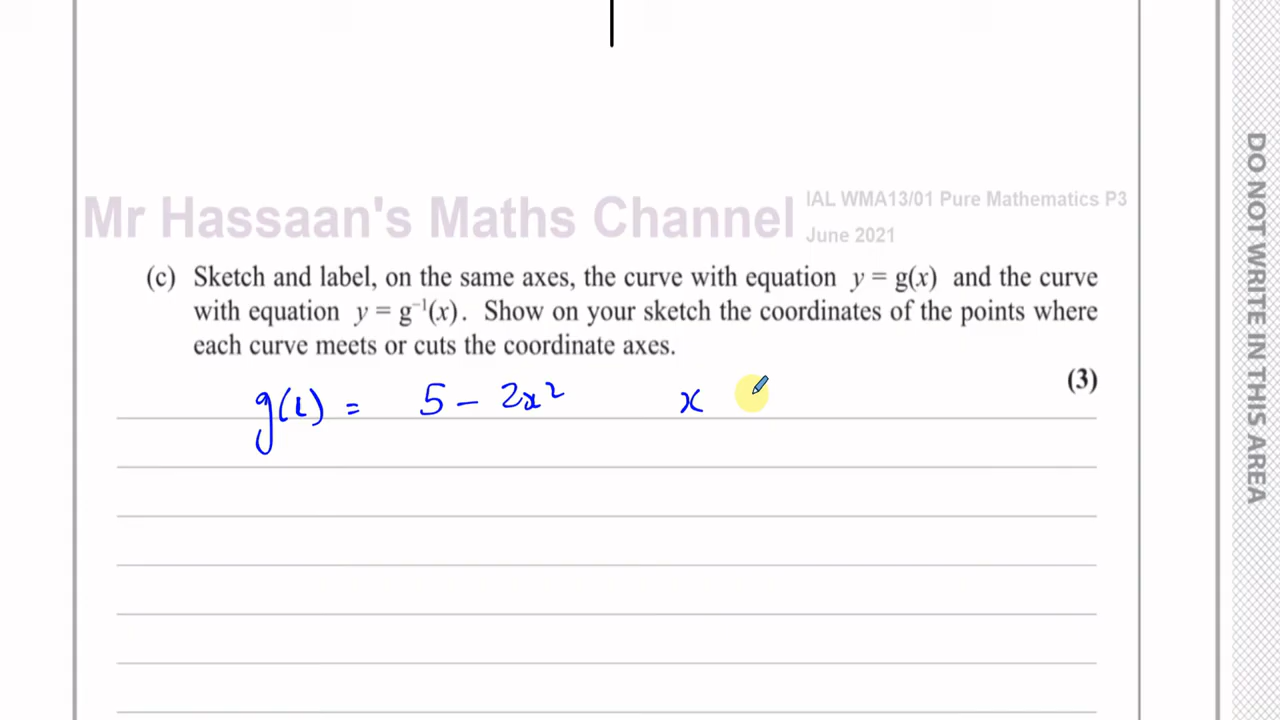 Mr Hassaan's Maths Channel
IAL WMA13/01 Pure Mathematics P3
June 2021
(c) Sketch and label, on the same axes, the curve with equation y = g(x) and the curve
with equation y = g⁻¹(x). Show on your sketch the coordinates of the points where
each curve meets or cuts the coordinate axes.
(3)
g(x) = 5 − 2x² x
DO NOT WRITE IN THIS AREA